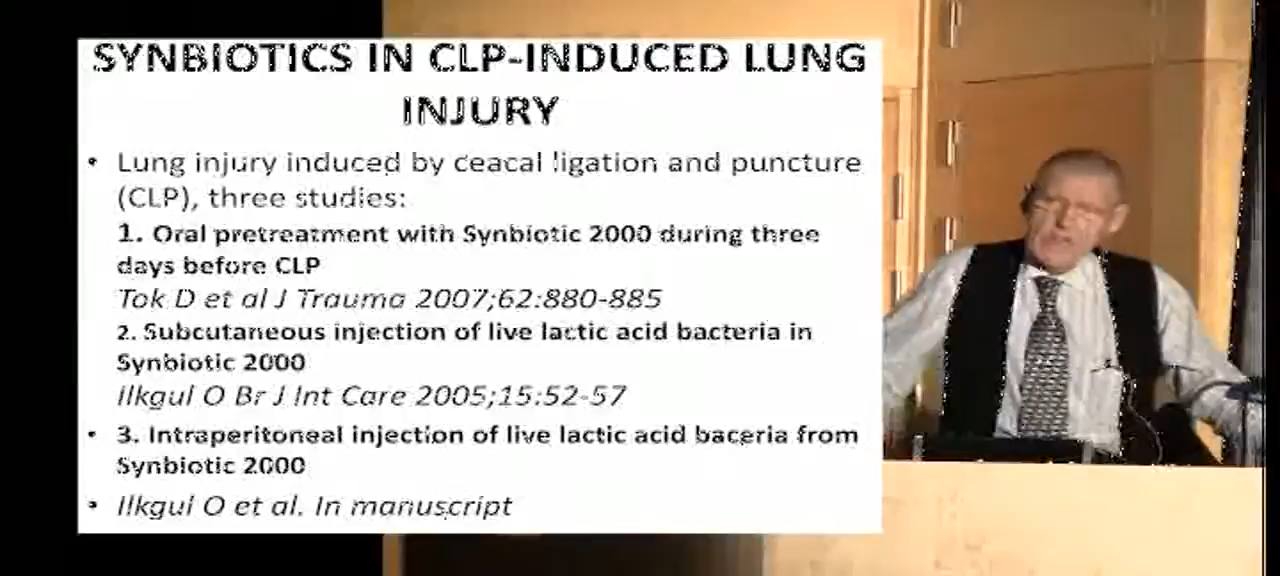 SYNBIOTICS IN CLP-INDUCED LUNG
INJURY
• Lung injury induced by ceacal ligation and puncture
(CLP), three studies:
1. Oral pretreatment with Synbiotic 2000 during three
days before CLP
Tok D et al J Trauma 2007;62:880-885
2. Subcutaneous injection of live lactic acid bacteria in
Synbiotic 2000
Ilkgul O Br J Int Care 2005;15:52-57
• 3. Intraperitoneal injection of live lactic acid baceria from
Synbiotic 2000
• Ilkgul O et al. In manuscript